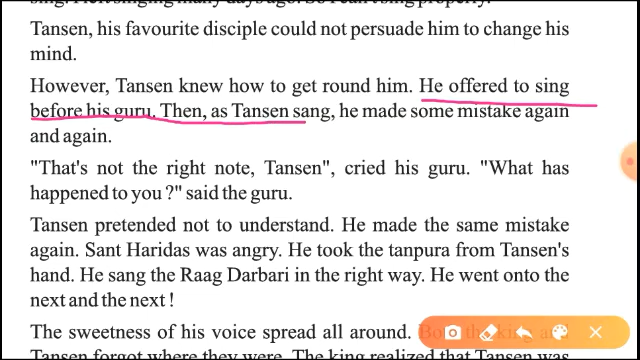 Tansen, his favourite disciple could not persuade him to change his
mind.
However, Tansen knew how to get round him. He offered to sing
before his guru. Then, as Tansen sang, he made some mistake again
and again.
"That's not the right note, Tansen", cried his guru. "What has
happened to you ?" said the guru.
Tansen pretended not to understand. He made the same mistake
again. Sant Haridas was angry. He took the tanpura from Tansen's
hand. He sang the Raag Darbari in the right way. He went onto the
next and the next !
The sweetness of his voice spread all around. Both the king and
Tansen forgot where they were. The king realized that Tansen was